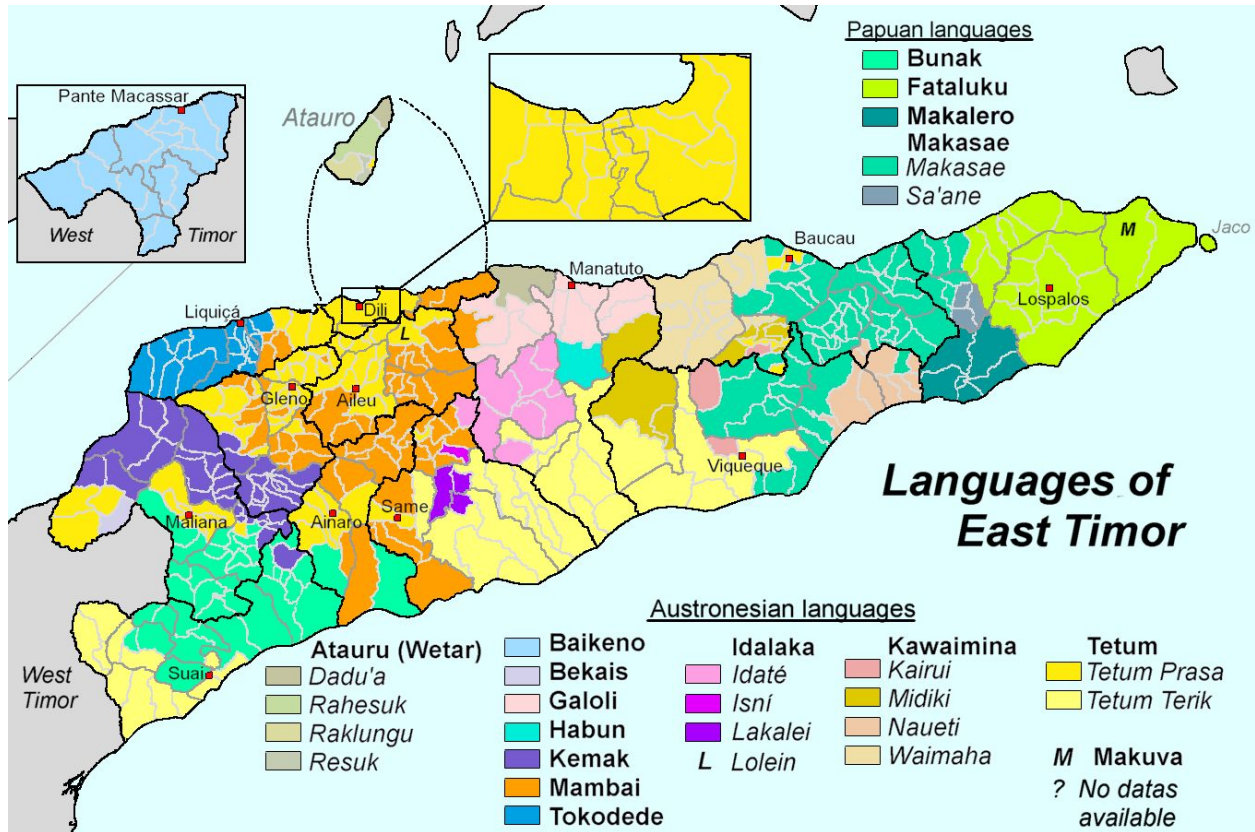 Papuan languages
Bunak
Fataluku
Makalero
Makasae
Makasae
Sa'ane
Pante Macassar
West Timor
Atauro
Jaco
M
Baucau
Manatuto
Lospalos
Dili
Liquiçá
L
Gleno
Aileu
Viqueque
Maliana
Ainaro
Same
Suai
West
Timor
Languages of
East Timor
Austronesian languages
Atauru (Wetar)
Dadu'a
Rahesuk
Raklungu
Resuk
Baikeno
Bekais
Galoli
Habun
Kemak
Mambai
Tokodede
Idalaka
Idaté
Isní
Lakalei
L Lolein
Kawaimina
Kairui
Midiki
Naueti
Waimaha
Tetum
Tetum Prasa
Tetum Terik
M Makuva
? No datas
available